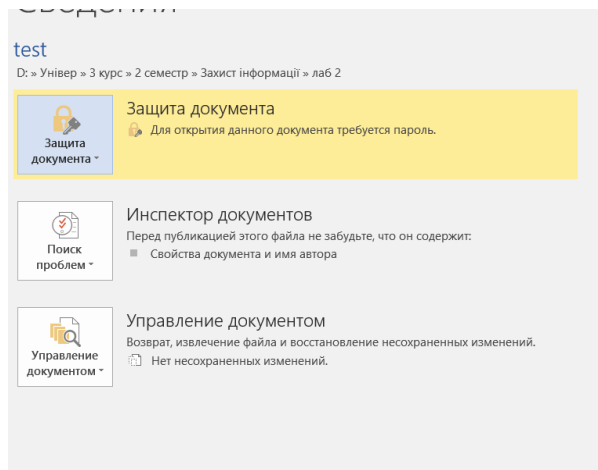 Сведения
test
D: » Універ » 3 курс » 2 семестр » Захист інформації » лаб 2
Защита документа
Защита документа
Для открытия данного документа требуется пароль.
Поиск проблем
Инспектор документов
Перед публикацией этого файла не забудьте, что он содержит:
Свойства документа и имя автора
Управление документом
Управление документом
Возврат, извлечение файла и восстановление несохраненных изменений.
Нет несохраненных изменений.